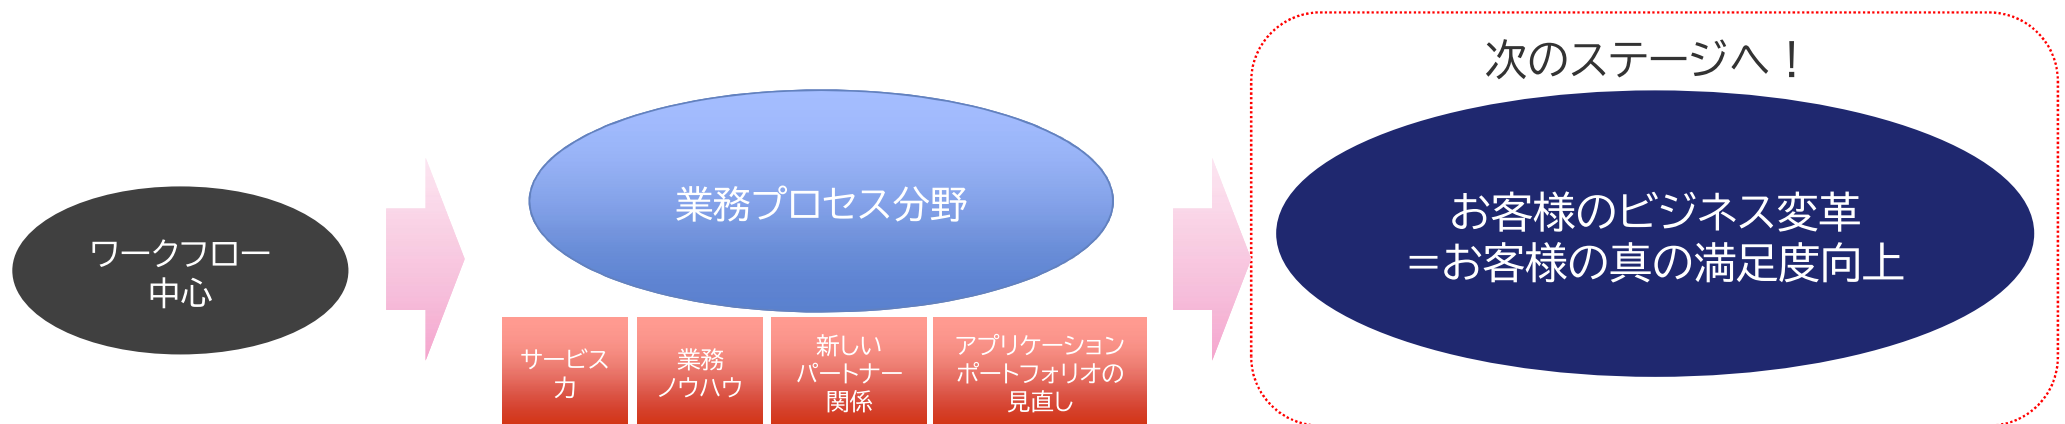 ワークフロー
中心
業務プロセス分野
サービス
力
業務
ノウハウ
新しい
パートナー
関係
アプリケーション
ポートフォリオの
見直し
次のステージへ！
お客様のビジネス変革
＝お客様の真の満足度向上